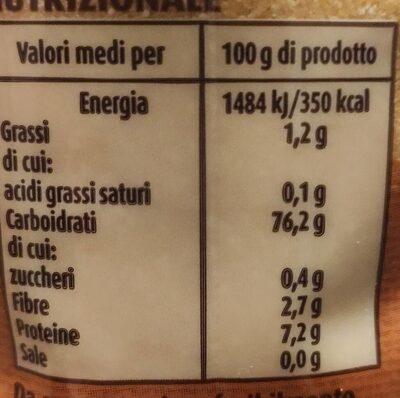 NUTRIZIONALE
Valori medi per 100 g di prodotto
Energia 1484 kJ/350 kcal
Grassi 1,2 g
di cui:
acidi grassi saturi 0,1 g
Carboidrati 76,2 g
di cui:
zuccheri 0,4 g
Fibre 2,7 g
Proteine 7,2 g
Sale 0,0 g